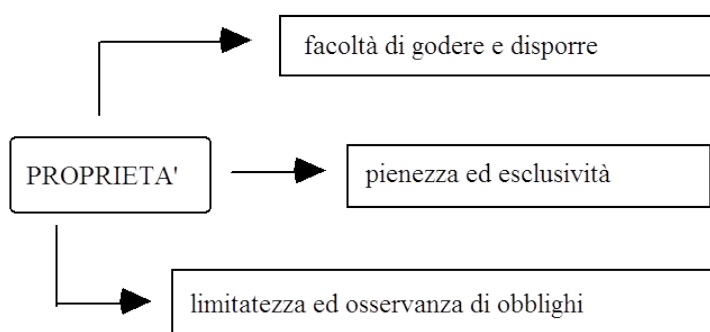 facoltà di godere e disporre
PROPRIETA'
pienezza ed esclusività
limitatezza ed osservanza di obblighi